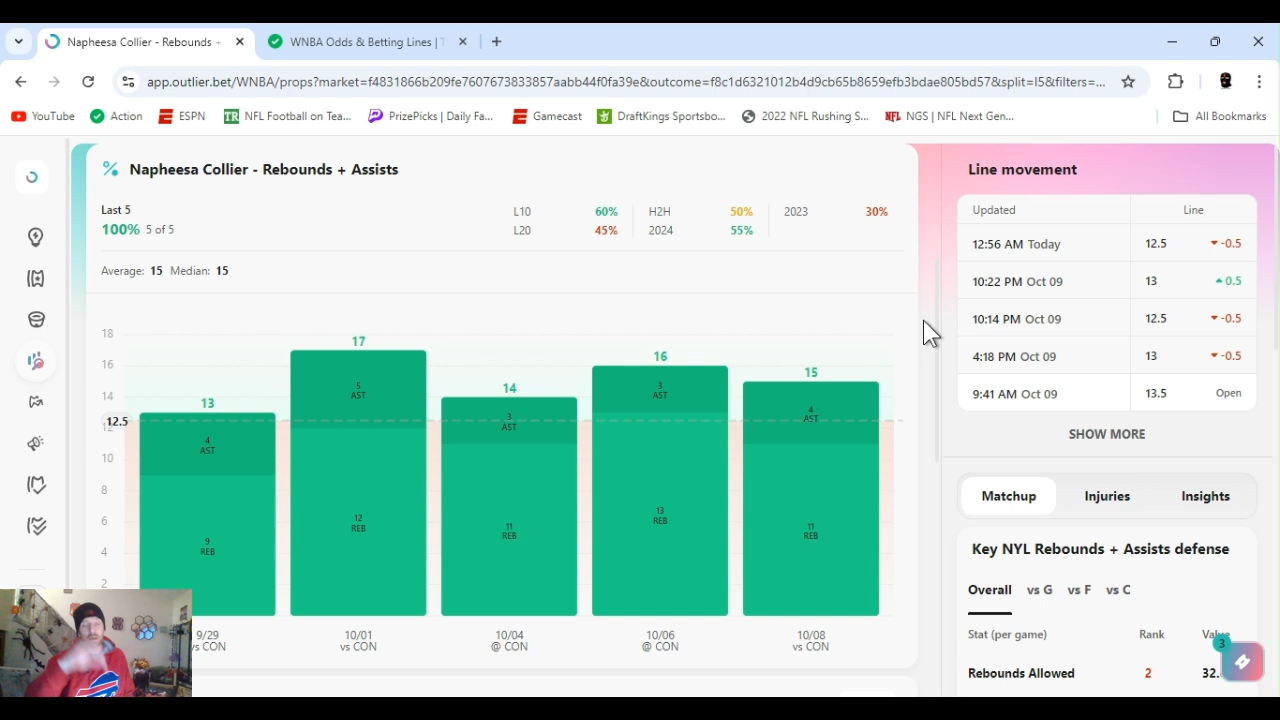 Napheesa Collier - Rebounds +
WNBA Odds & Betting Lines | T
app.outlier.bet/WNBA/props?market=f4831866b209fe7607673833857aabb44f0fa39e&outcome=f8c1d6321012b4d9cb65b8659efb3bdae805bd57&split=l5&filters=...
YouTube Action ESPN NFL Football on Tea... PrizePicks | Daily Fa... Gamecast DraftKings Sportsbo... 2022 NFL Rushing S... NGS | NFL Next Gen... All Bookmarks
Napheesa Collier - Rebounds + Assists
Last 5
100% 5 of 5
L10 60% H2H 50% 2023 30%
L20 45% 2024 55%
Average: 15 Median: 15
18
16
14
12.5
12
10
8
6
4
2
13
4
AST
9
REB
17
5
AST
12
REB
14
3
AST
11
REB
16
3
AST
13
REB
15
4
AST
11
REB
9/29
vs CON
10/01
vs CON
10/04
@ CON
10/06
@ CON
10/08
vs CON
Line movement
Updated Line
12:56 AM Today 12.5 -0.5
10:22 PM Oct 09 13 0.5
10:14 PM Oct 09 12.5 -0.5
4:18 PM Oct 09 13 -0.5
9:41 AM Oct 09 13.5 Open
SHOW MORE
Matchup Injuries Insights
Key NYL Rebounds + Assists defense
Overall vs G vs F vs C
Stat (per game) Rank
3
Rebounds Allowed 2 32.